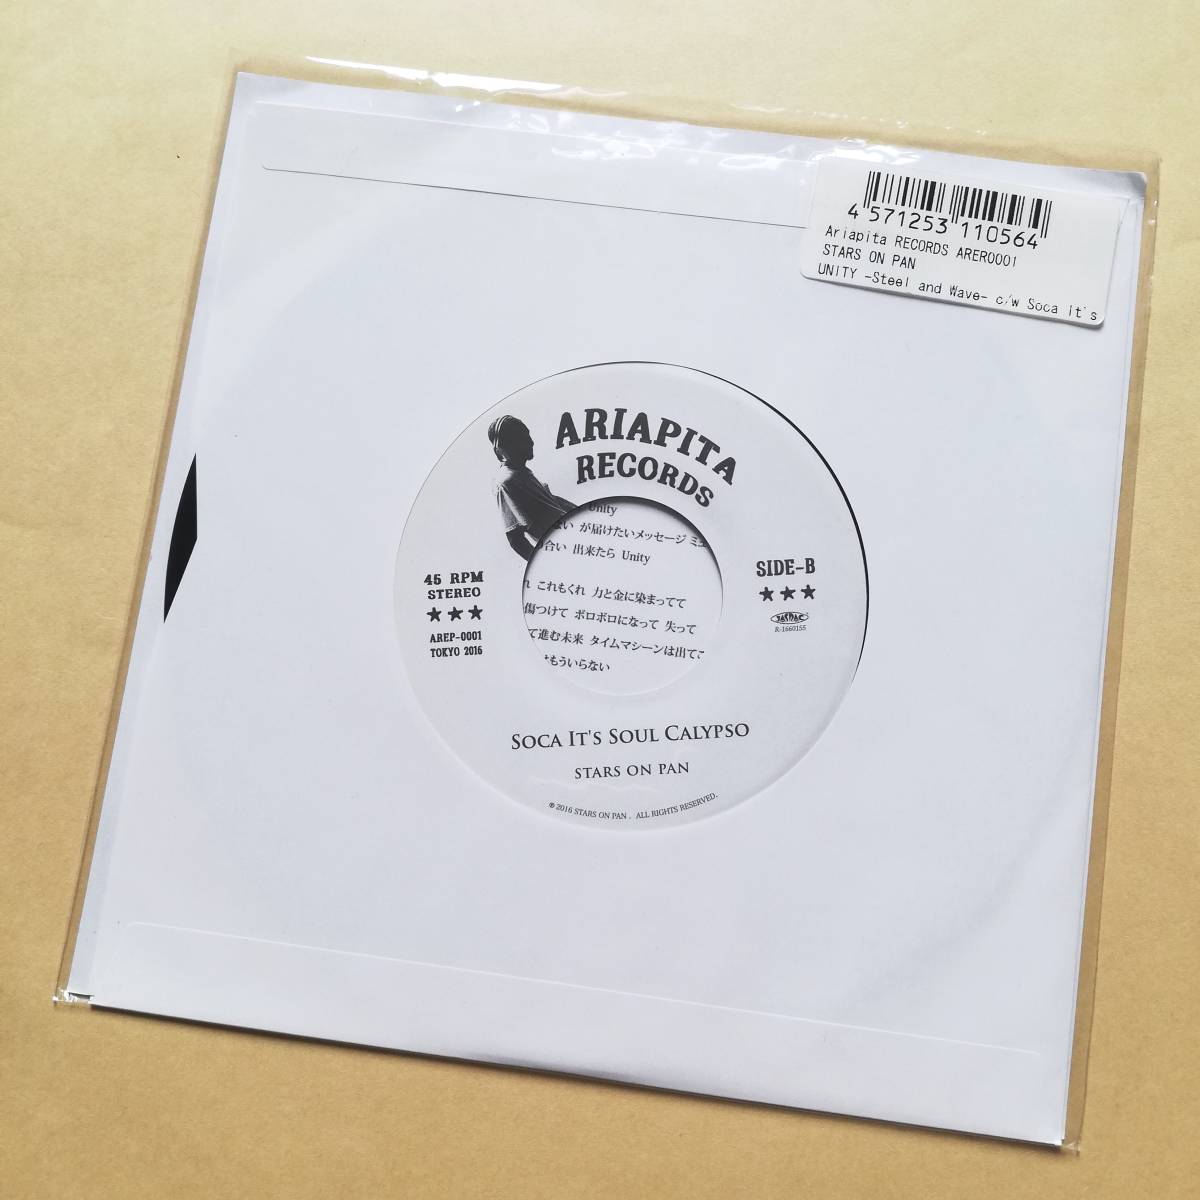 4 571253 110564
Ariapita RECORDS ARER0001
STARS ON PAN
UNITY -Steel and Wave- c/w Soca it's
ARIAPITA
RECORDS
Unity
ない が届けたいメッセージ
合い 出来たら Unity
これもくれ 力と金に染まってて
傷つけて ボロボロになって 失って
て進む未来 タイムマシーンは出てこ
もういらない
45 RPM
STEREO
AREP-0001
TOKYO 2016
SIDE-B
JASRAC
R-1660155
SOCA IT'S SOUL CALYPSO
STARS ON PAN
℗ 2016 STARS ON PAN . ALL RIGHTS RESERVED.